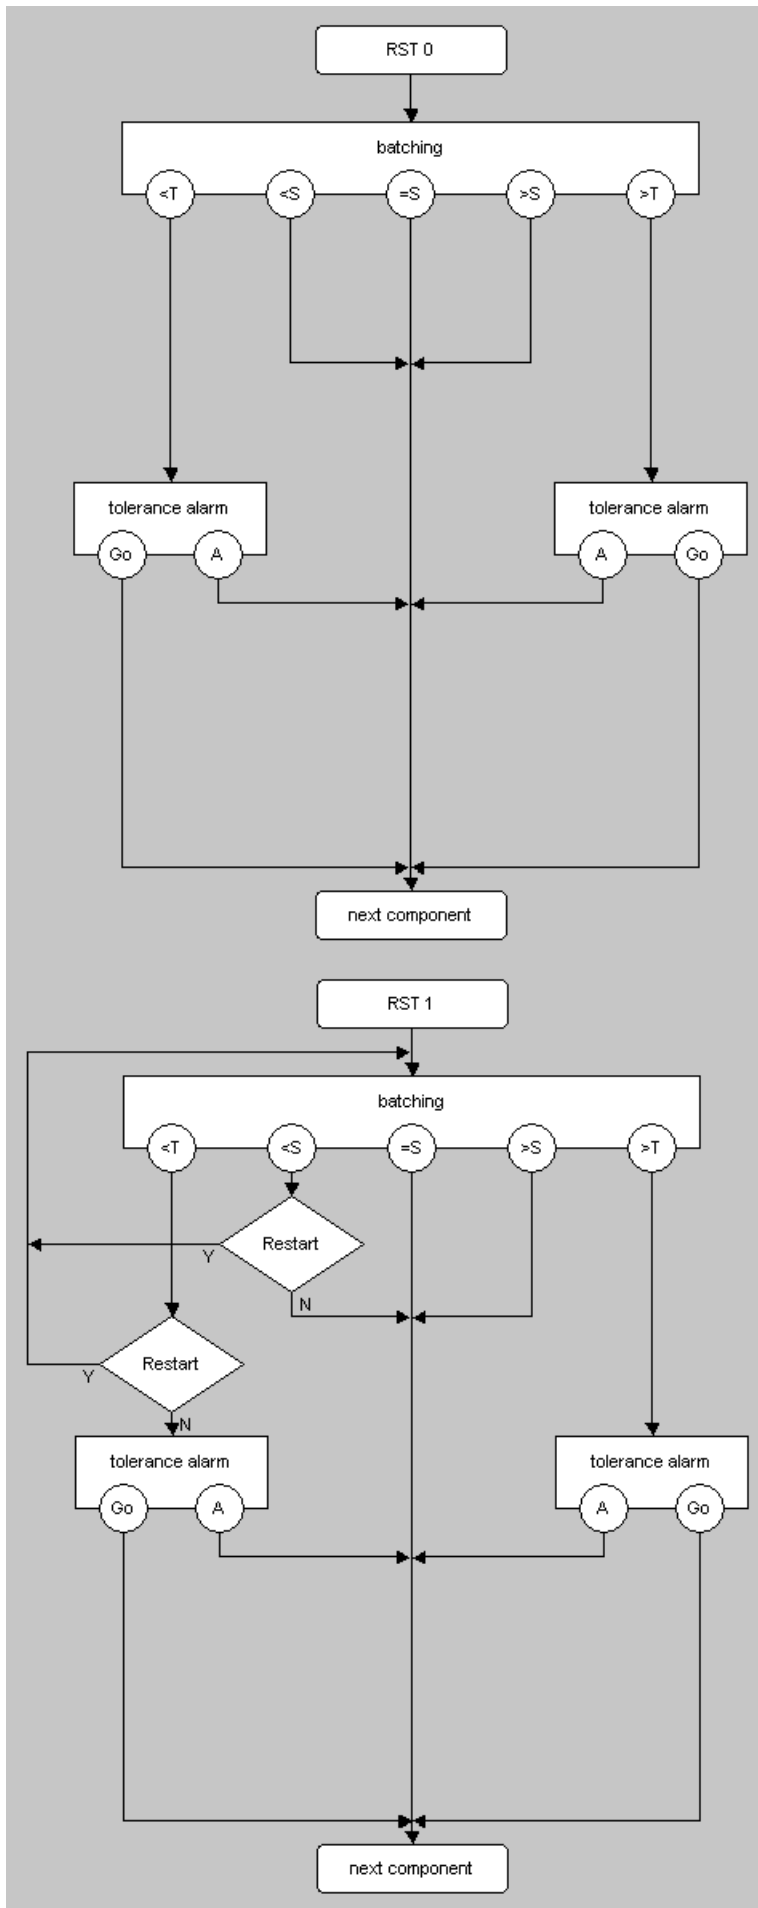 RST 0
batching
<T <S =S >S >T
tolerance alarm tolerance alarm
Go A A Go
next component
RST 1
batching
<T <S =S >S >T
Restart
Y
N
Restart
Y
N
tolerance alarm tolerance alarm
Go A A Go
next component